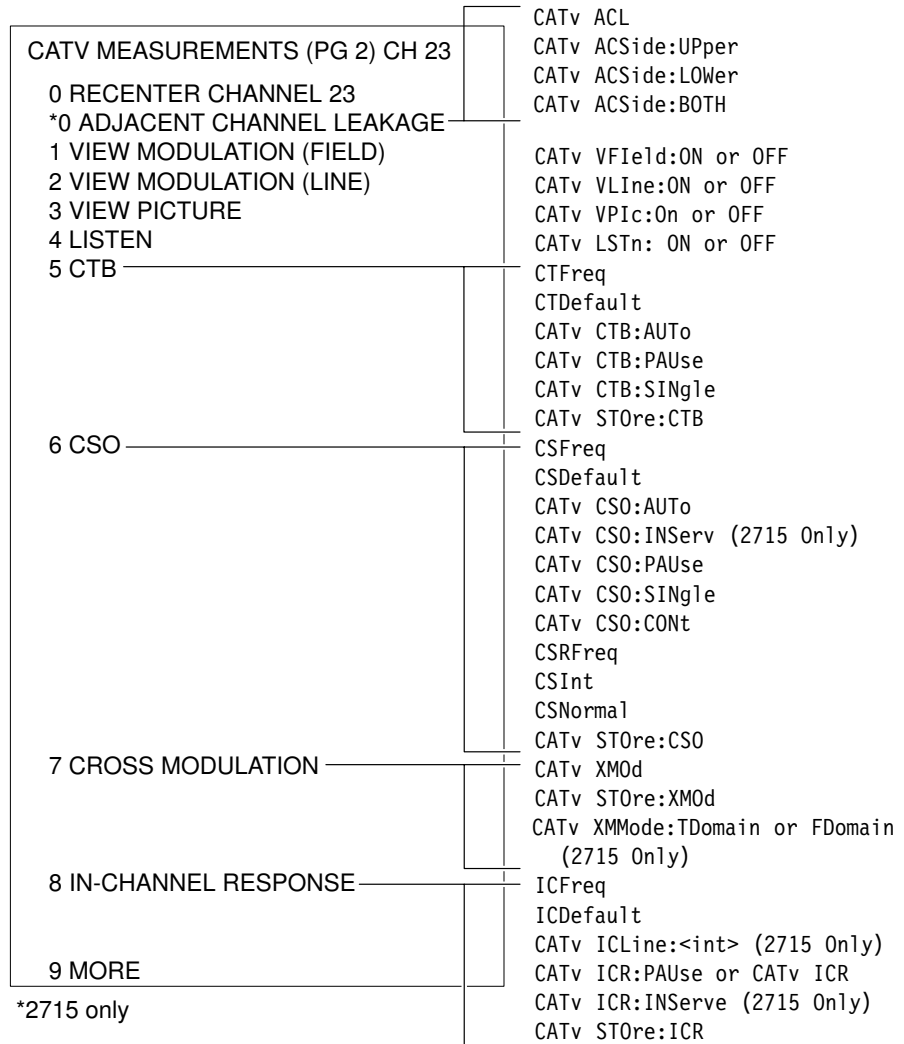 CATV MEASUREMENTS (PG 2) CH 23
0 RECENTER CHANNEL 23
*0 ADJACENT CHANNEL LEAKAGE
1 VIEW MODULATION (FIELD)
2 VIEW MODULATION (LINE)
3 VIEW PICTURE
4 LISTEN
5 CTB
6 CSO
7 CROSS MODULATION
8 IN-CHANNEL RESPONSE
9 MORE
*2715 only
CATv ACL
CATv ACSide:UPper
CATv ACSide:LOWer
CATv ACSide:BOTH
CATv VFIeld:ON or OFF
CATv VLIne:ON or OFF
CATv VPIc:On or OFF
CATv LSTn: ON or OFF
CTFreq
CTDefault
CATv CTB:AUTo
CATv CTB:PAUse
CATv CTB:SINgle
CATv STOre:CTB
CSFreq
CSDefault
CATv CSO:AUTo
CATv CSO:INServ (2715 Only)
CATv CSO:PAUse
CATv CSO:SINgle
CATv CSO:CONt
CSRFreq
CSInt
CSNormal
CATv STOre:CSO
CATv XMOd
CATv STOre:XMOd
CATv XMMode:TDomain or FDomain
(2715 Only)
ICFreq
ICDefault
CATv ICLine:<int> (2715 Only)
CATv ICR:PAUse or CATv ICR
CATv ICR:INServe (2715 Only)
CATv STOre:ICR